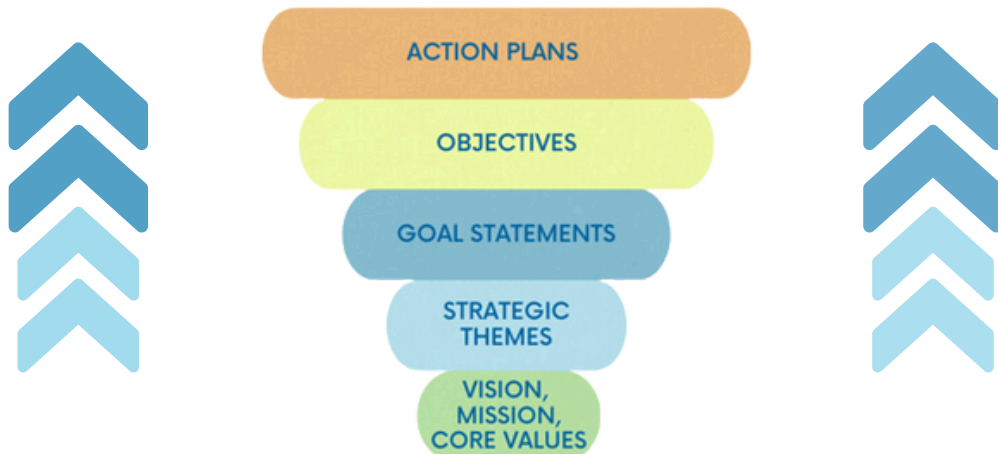 ACTION PLANS
OBJECTIVES
GOAL STATEMENTS
STRATEGIC
THEMES
VISION,
MISSION,
CORE VALUES